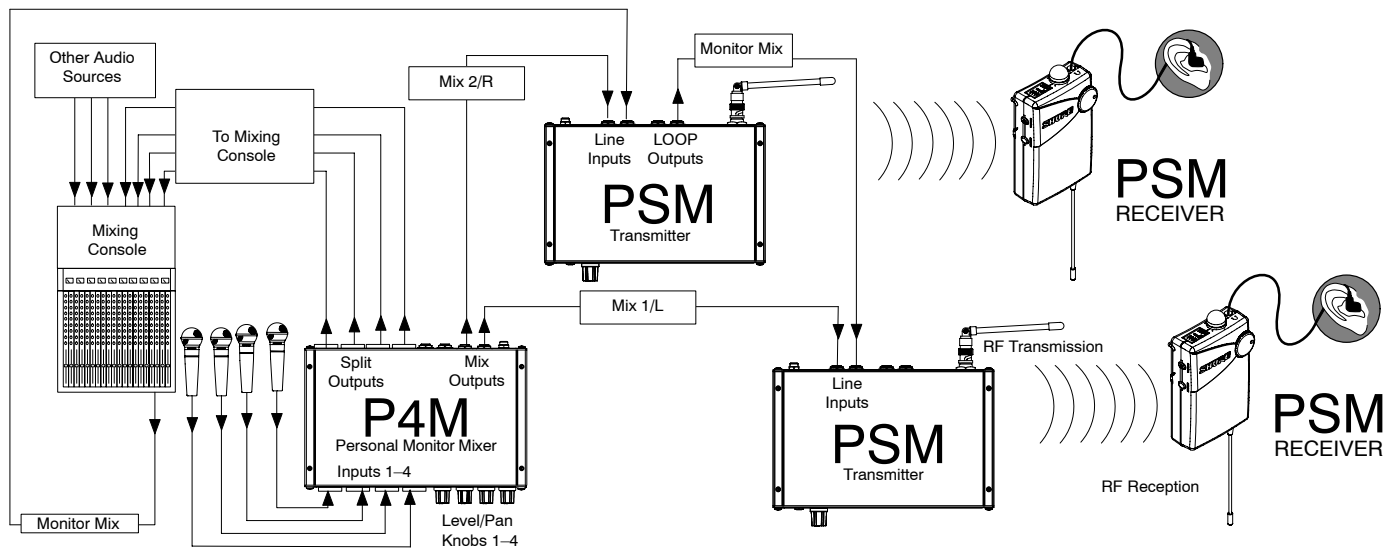 Other Audio
Sources
To Mixing
Console
Mixing
Console
Monitor Mix
Mix 2/R
Monitor Mix
Line
Inputs
LOOP
Outputs
PSM
Transmitter
SHURE
PSM
RECEIVER
Mix 1/L
Split
Outputs
Mix
Outputs
P4M
Personal Monitor Mixer
Inputs 1–4
Level/Pan
Knobs 1–4
Line
Inputs
PSM
Transmitter
RF Transmission
SHURE
PSM
RECEIVER
RF Reception